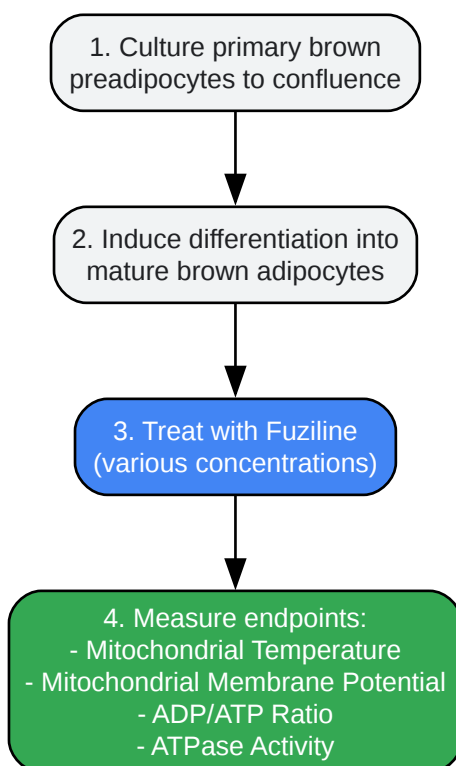 1. Culture primary brown
preadipocytes to confluence
2. Induce differentiation into
mature brown adipocytes
3. Treat with Fuziline
(various concentrations)
4. Measure endpoints:
- Mitochondrial Temperature
- Mitochondrial Membrane Potential
- ADP/ATP Ratio
- ATPase Activity